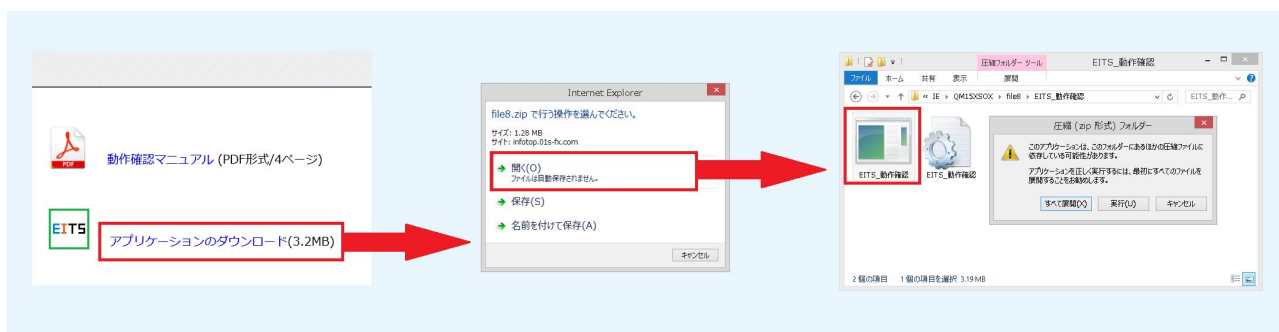 PDF
動作確認マニュアル (PDF形式/4ページ)
EITS
アプリケーションのダウンロード(3.2MB)
Internet Explorer
file8.zip で行う操作を選んでください。
サイズ: 1.28 MB
サイト: infotop.01s-fx.com
開く(O)
ファイルは自動保存されません。
保存(S)
名前を付けて保存(A)
キャンセル
圧縮フォルダー ツール
EITS_動作確認
ファイル ホーム 共有 表示 展開
« IE › QM15XSOX › file8 › EITS_動作確認
EITS_動作...
EITS_動作確認
EITS_動作確認
圧縮 (zip 形式) フォルダー
このアプリケーションは、このフォルダーにあるほかの圧縮ファイルに
依存している可能性があります。
アプリケーションを正しく実行するには、最初にすべてのファイルを
展開することをお勧めします。
すべて展開(X) 実行(U) キャンセル
2 個の項目 1 個の項目を選択 3.19 MB